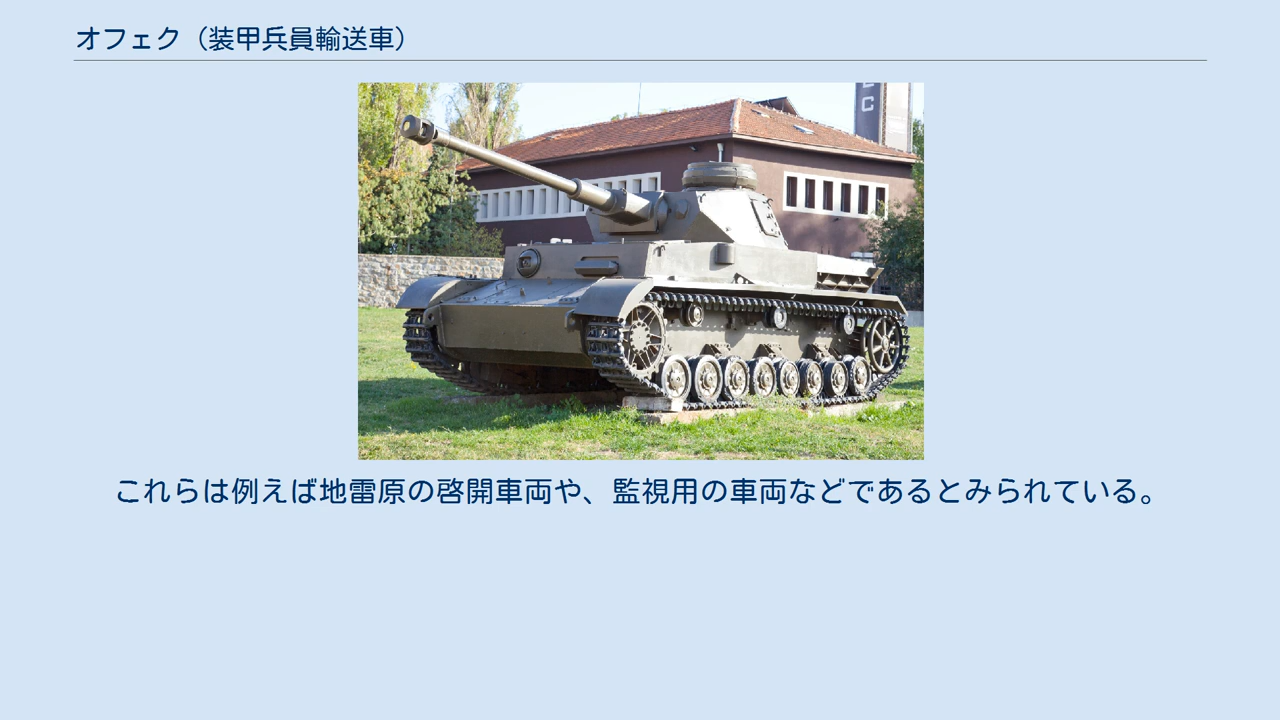 オフェク（装甲兵員輸送車）
C
これらは例えば地雷原の啓開車両や、監視用の車両などであるとみられている。